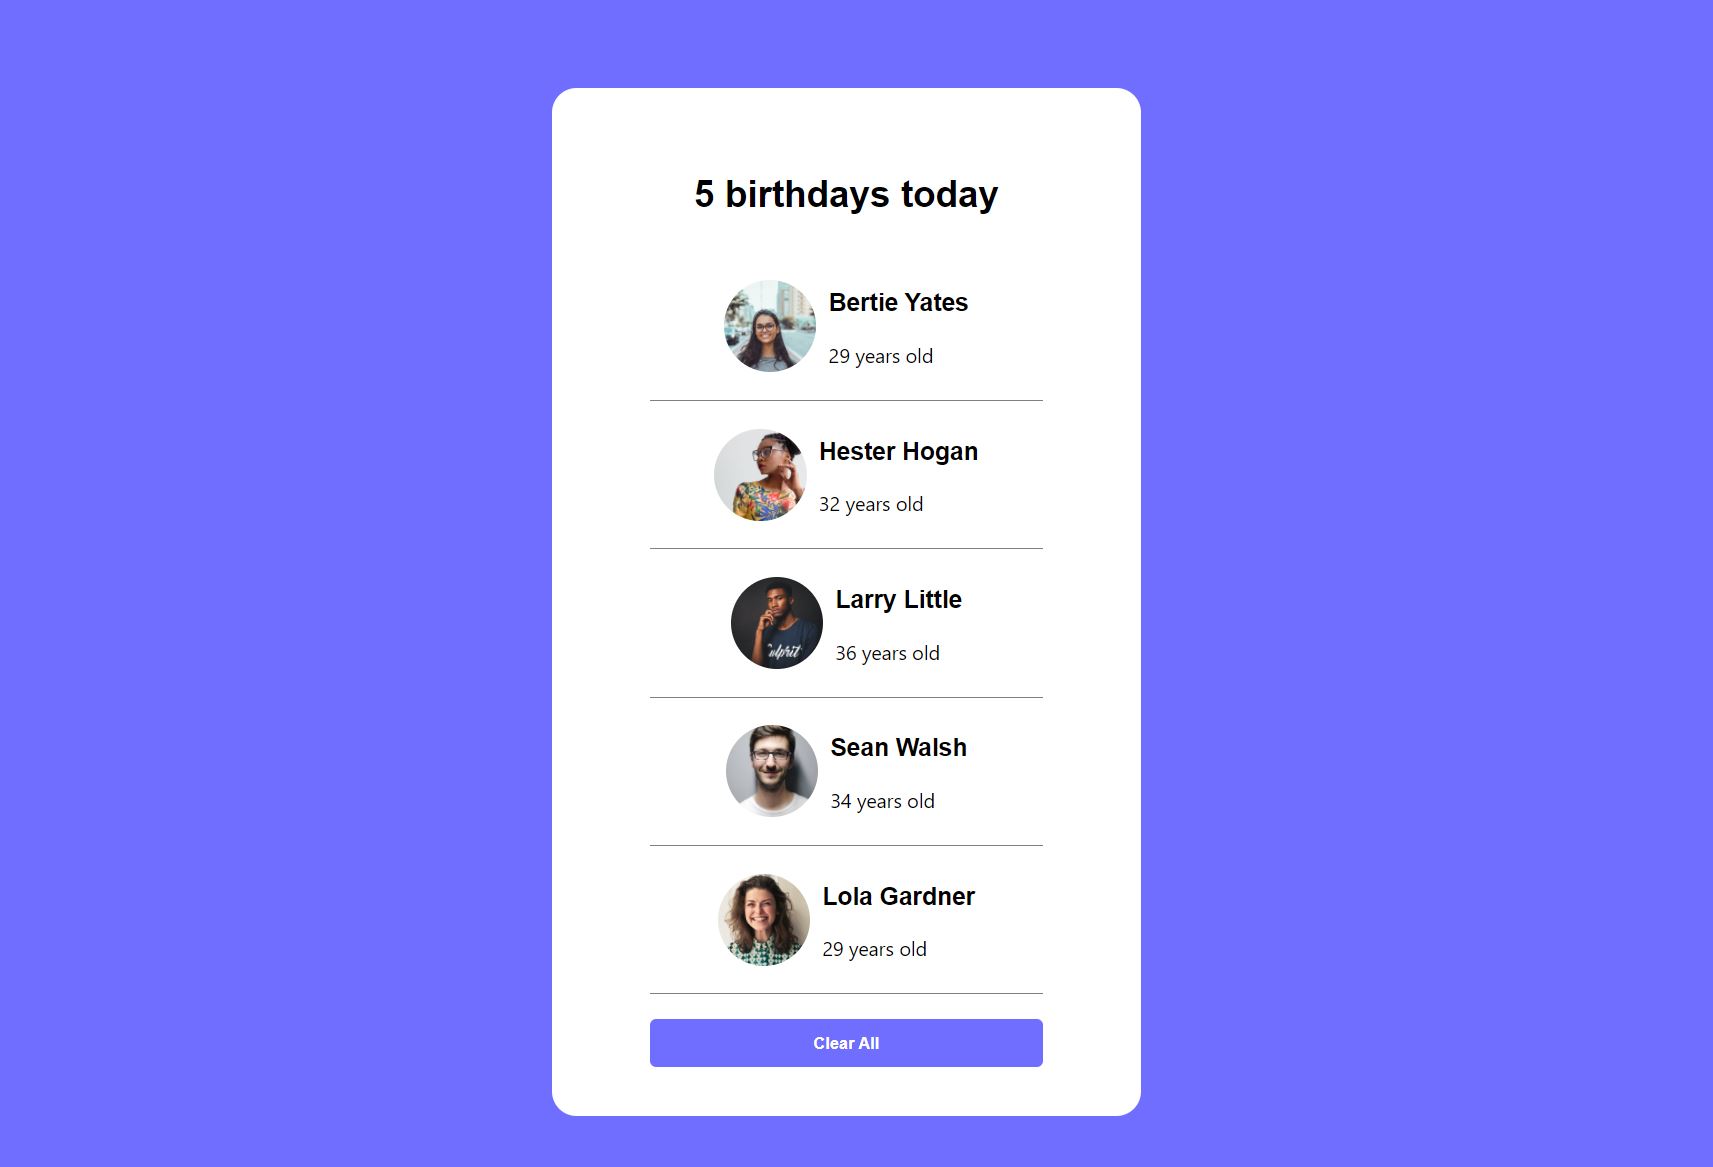 5 birthdays today
Bertie Yates
29 years old
Hester Hogan
32 years old
Larry Little
36 years old
Sean Walsh
34 years old
Lola Gardner
29 years old
Clear All